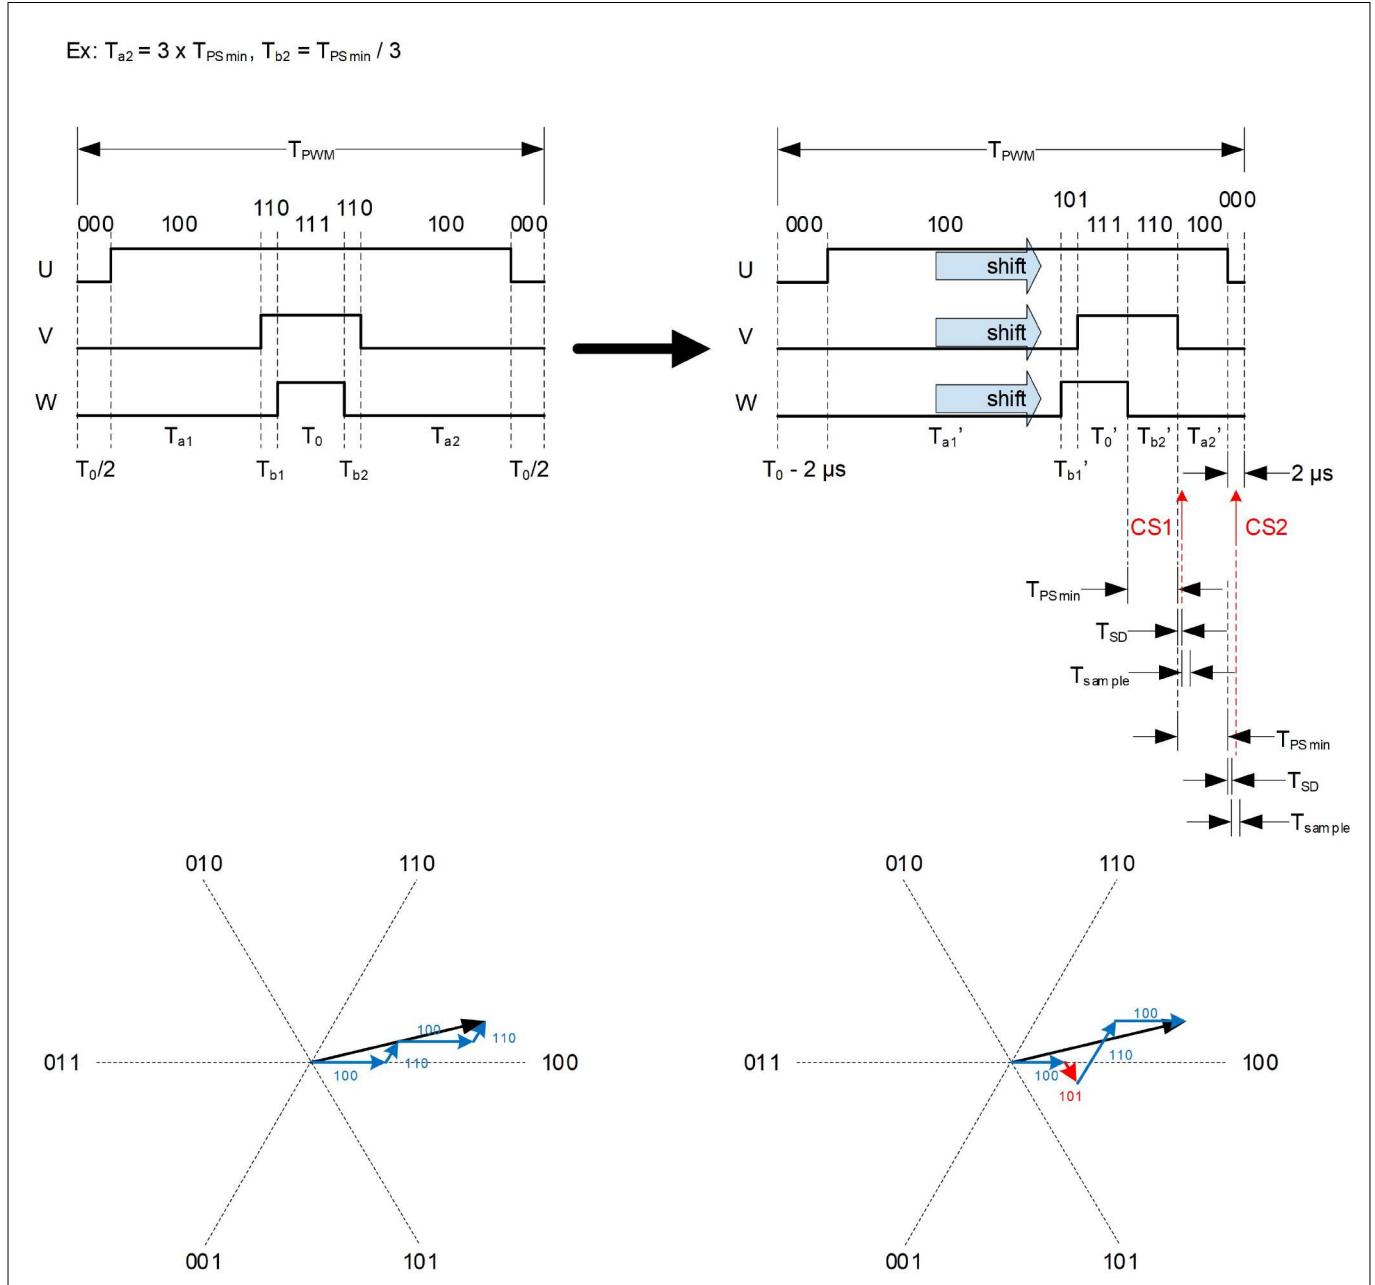 Ex: Ta2 = 3 x TPSmin, Tb2 = TPSmin / 3
TPWM
TPWM
110 110
101
000
000 100 111 100 000
000 100 111 110 100
U
U
shift
V
V
shift
W
W
shift
Ta1 T0 Ta2
Ta1' T0' Tb2' Ta2'
T0/2 Tb1 Tb2 T0/2
T0 - 2 µs Tb1' 2 µs
CS1 CS2
TPSmin
TSD
Tsample
TPSmin
TSD
Tsample
010 110
010 110
100 110
100
110
011 100
100
110
011 100
100
101
001 101
001 101